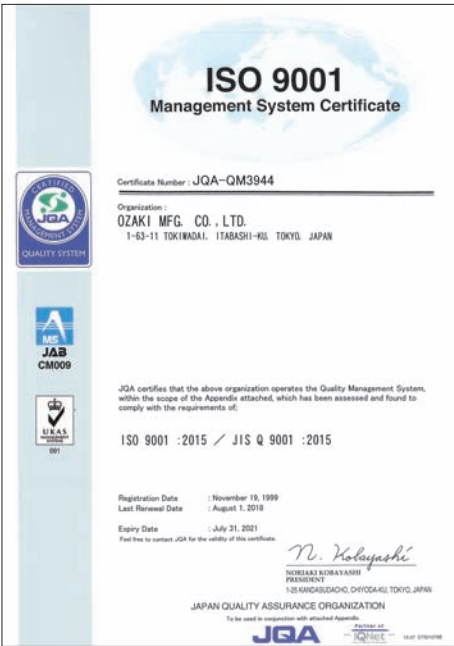 ISO 9001
Management System Certificate
Certificate Number : JQA-QM3944
Organization :
OZAKI MFG. CO.,LTD.
1-63-11 TOKIWADAI, ITABASHI-KU, TOKYO, JAPAN
CERTIFIED
JQA
MANAGEMENT SYSTEM
QUALITY SYSTEM
MS
JAB
CM009
UKAS
MANAGEMENT
SYSTEMS
001
JQA certifies that the above organization operates the Quality Management System,
within the scope of the Appendix attached, which has been assessed and found to
comply with the requirements of;
ISO 9001 :2015 / JIS Q 9001 :2015
Registration Date : November 19, 1999
Last Renewal Date : August 1, 2018
Expiry Date : July 31, 2021
Feel free to contact JQA for the validity of this certificate.
N. Kobayashi
NORIAKI KOBAYASHI
PRESIDENT
1-25 KANDASUDACHO, CHIYODA-KU, TOKYO, JAPAN
JAPAN QUALITY ASSURANCE ORGANIZATION
To be used in conjunction with attached Appendix.
JQA
Partner of
IQNet